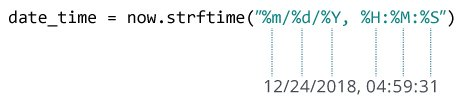 date_time = now.strftime("%m/%d/%Y, %H:%M:%S")
12/24/2018, 04:59:31